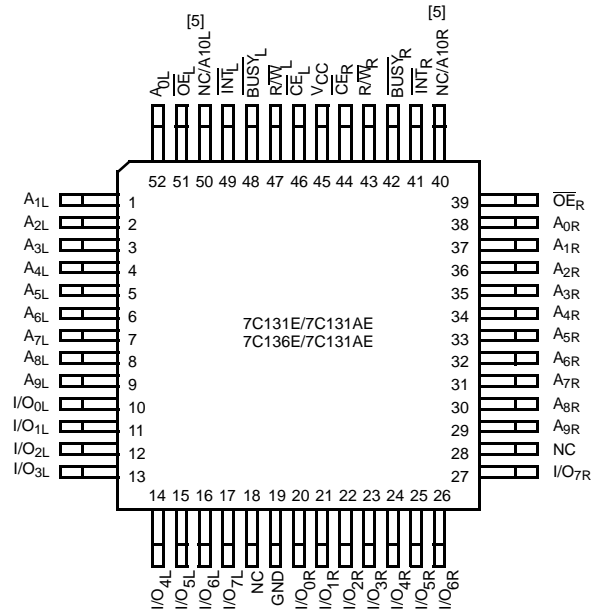 [5] [5]
A0L
OEL
NC/A10L
INTL
BUSYL
R/WL
CEL
VCC
CER
R/WR
BUSYR
INTR
NC/A10R
52 51 50 49 48 47 46 45 44 43 42 41 40
A1L 1 39 OER
A2L 2 38 A0R
A3L 3 37 A1R
A4L 4 36 A2R
A5L 5 35 A3R
A6L 6 34 A4R
7C131E/7C131AE
A7L 7 33 A5R
7C136E/7C131AE
A8L 8 32 A6R
A9L 9 31 A7R
I/O0L 10 30 A8R
I/O1L 11 29 A9R
I/O2L 12 28 NC
I/O3L 13 27 I/O7R
14 15 16 17 18 19 20 21 22 23 24 25 26
I/O4L
I/O5L
I/O6L
I/O7L
NC
GND
I/O0R
I/O1R
I/O2R
I/O3R
I/O4R
I/O5R
I/O6R